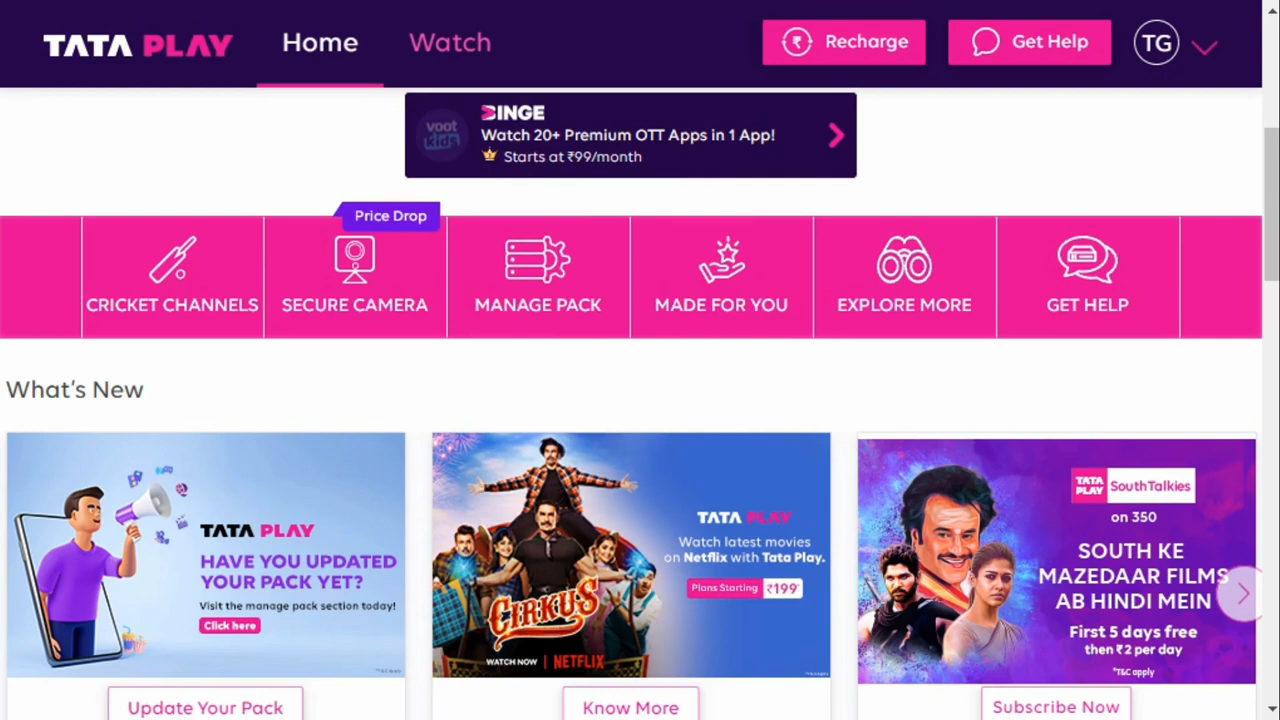 TATA PLAY
Home
Watch
Recharge
Get Help
TG
voot
kids
BINGE
Watch 20+ Premium OTT Apps in 1 App!
Starts at ₹99/month
Price Drop
CRICKET CHANNELS
SECURE CAMERA
MANAGE PACK
MADE FOR YOU
EXPLORE MORE
GET HELP
What's New
TATA PLAY
HAVE YOU UPDATED
YOUR PACK YET?
Visit the manage pack section today!
Click here
*T&C apply
Update Your Pack
TATA PLAY
Watch latest movies
on Netflix with Tata Play.
Plans Starting ₹199*
CIRKUS
WATCH NOW | NETFLIX
Know More
TATA
PLAY
South Talkies
on 350
SOUTH KE
MAZEDAAR FILMS
AB HINDI MEIN
First 5 days free
then ₹2 per day
*T&C apply
Subscribe Now